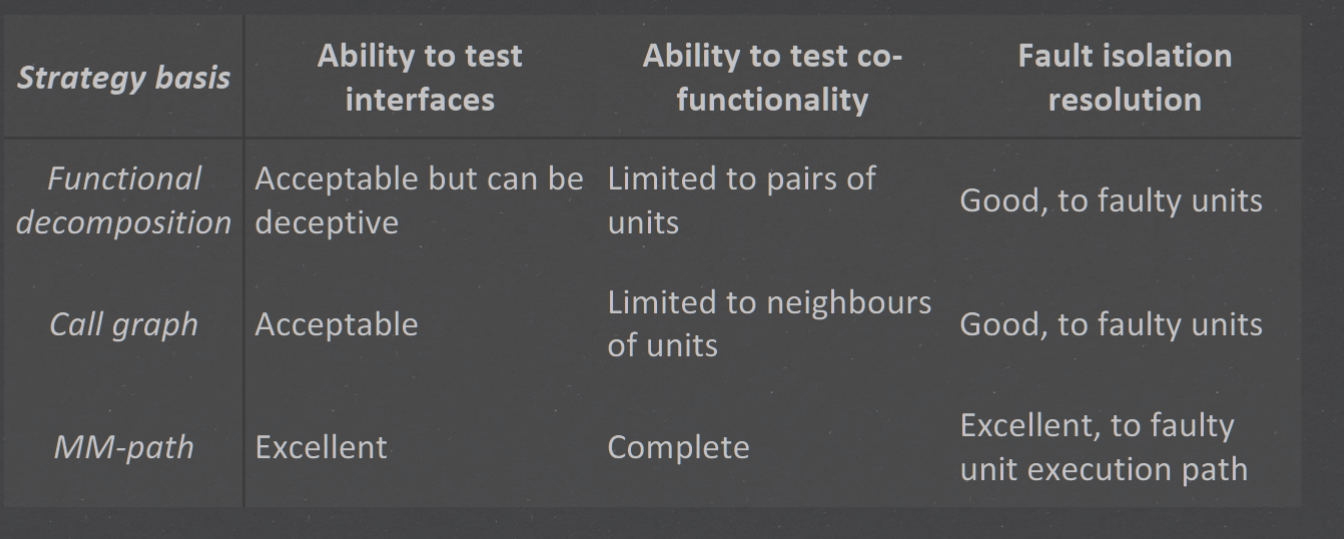 Strategy basis
Ability to test
interfaces
Ability to test co-
functionality
Fault isolation
resolution
Functional
decomposition
Acceptable but can be
deceptive
Limited to pairs of
units
Good, to faulty units
Call graph
Acceptable
Limited to neighbours
of units
Good, to faulty units
MM-path
Excellent
Complete
Excellent, to faulty
unit execution path